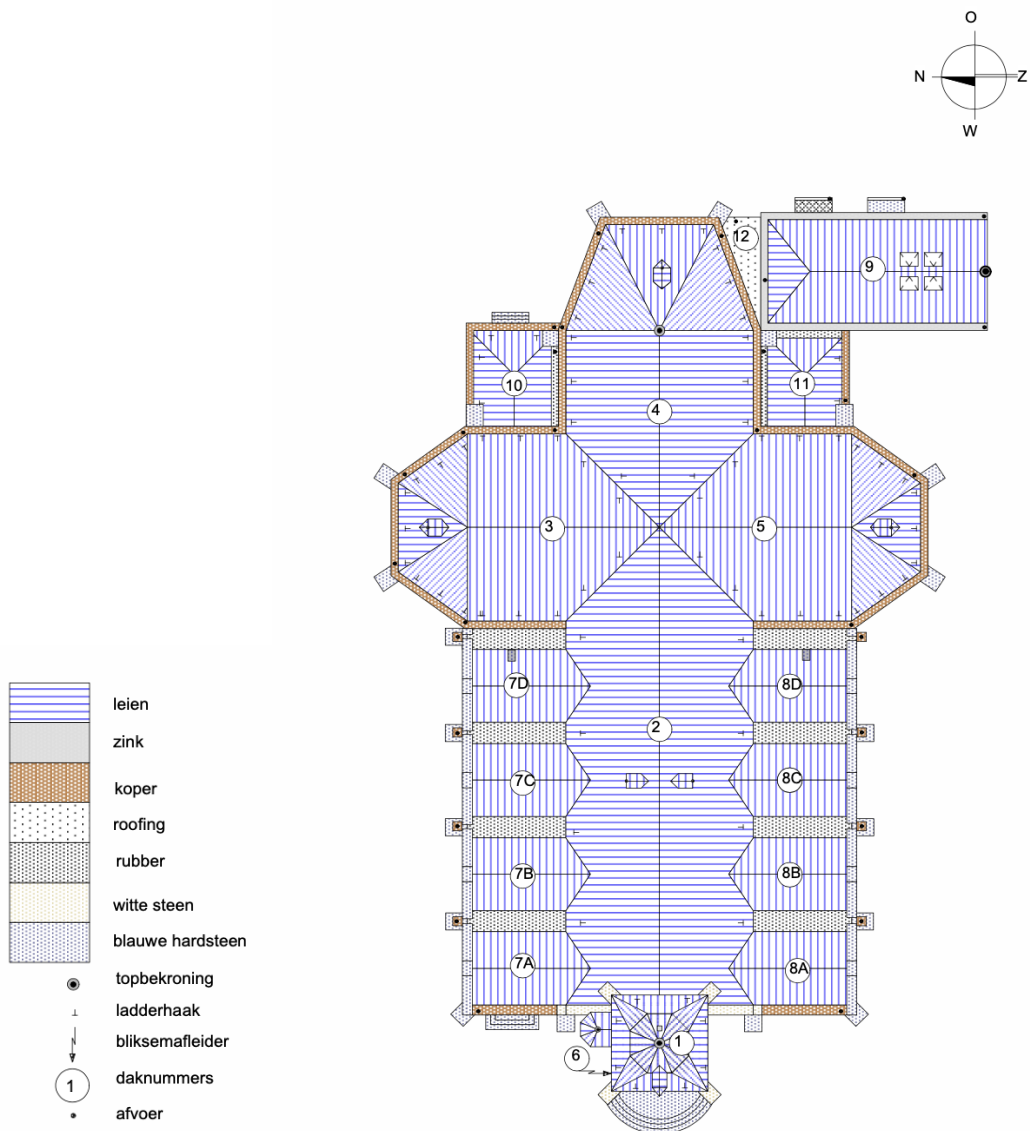 O
N
Z
W
12
9
10
11
4
3
5
7D
8D
2
7C
8C
7B
8B
7A
8A
1
6
leien
zink
koper
roofing
rubber
witte steen
blauwe hardsteen
topbekroning
ladderhaak
bliksemafleider
1 daknummers
afvoer